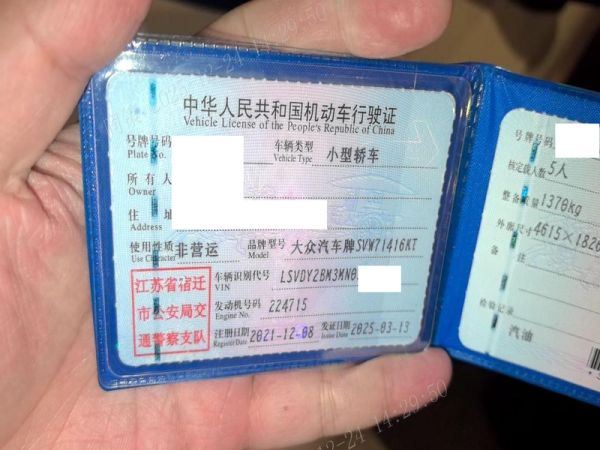 中华人民共和国机动车行驶证
Vehicle License of the People's Republic of China
号牌号码
Plate No.
车辆类型 小型轿车
Vehicle Type
所有人
Owner
住 址
Address
使用性质 非营运
Use Character
品牌型号 大众汽车牌SVW71416KT
Model
江苏省宿迁
市公安局交
通警察支队
车辆识别代号 LSVDY2BM3MN0
VIN
发动机号码 224715
Engine No.
注册日期 2021-12-08
Register Date
发证日期 2025-03-13
Issue Date
号牌号码
核定载人数 5人
整备质量 1370kg
外廓尺寸 4615×182
备 注
检验记录
汽油
12-24 14:29:50